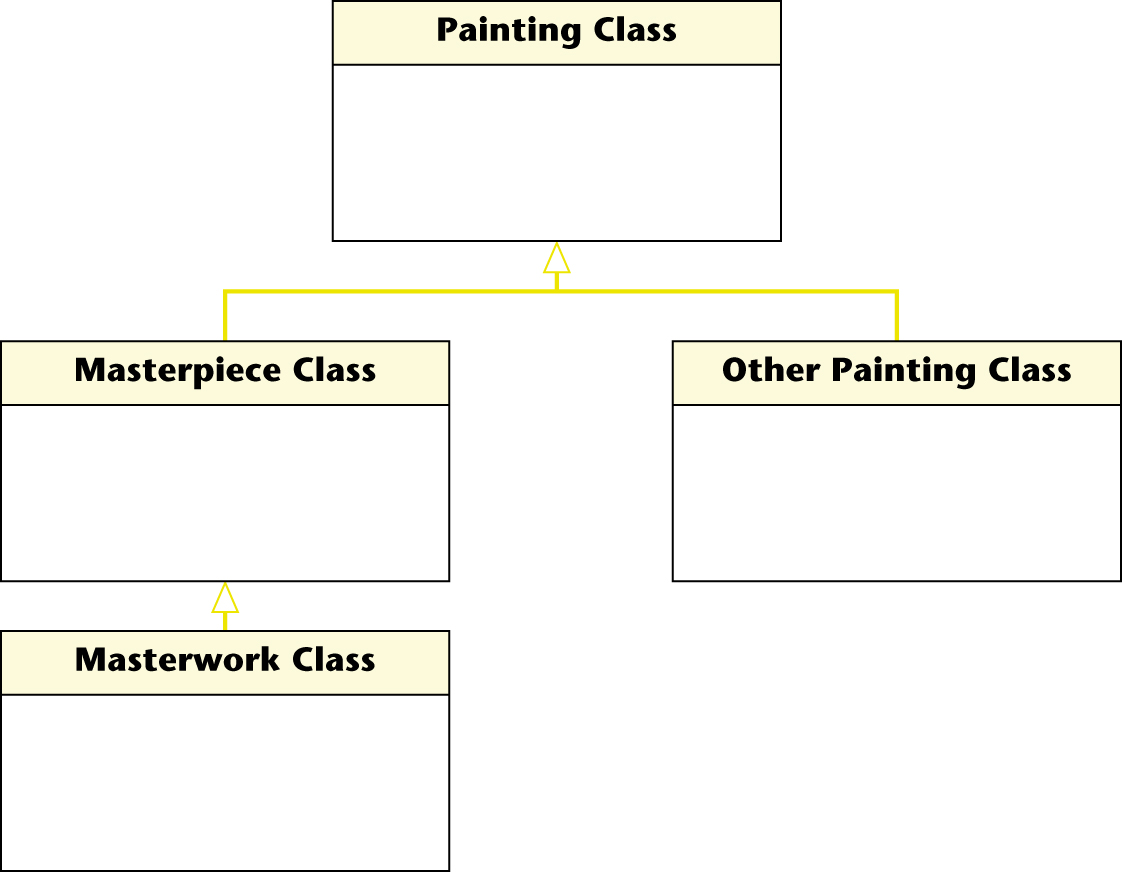 Painting Class
Masterpiece Class
Other Painting Class
Masterwork Class